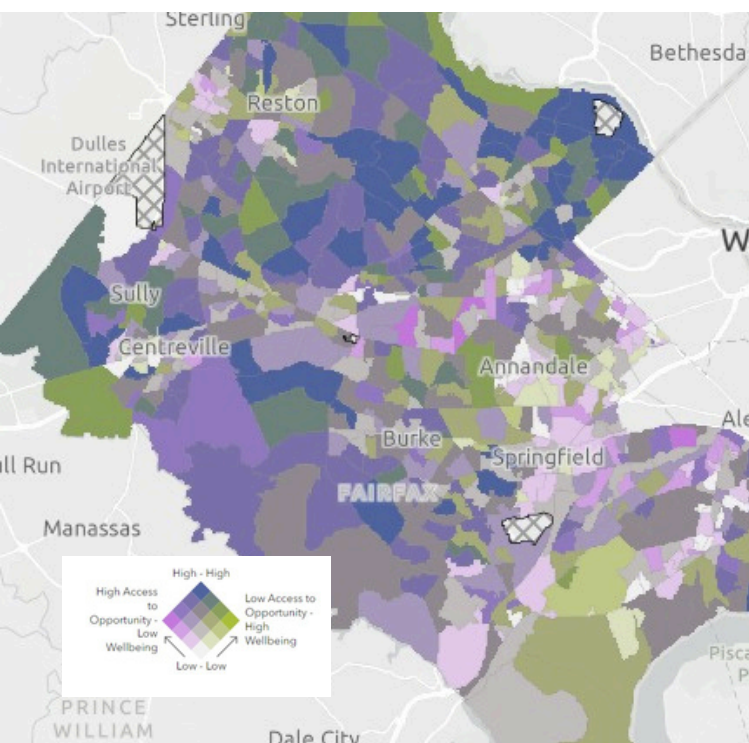 Sterling
Bethesda
Reston
Dulles
International
Airport
W
Sully
Centreville
Annandale
Ale
Burke
Springfield
ull Run
FAIRFAX
Manassas
High - High
High Access
to
Opportunity -
Low
Wellbeing
Low Access to
Opportunity -
High
Wellbeing
Low - Low
Pisca
P
PRINCE
WILLIAM
Dale City